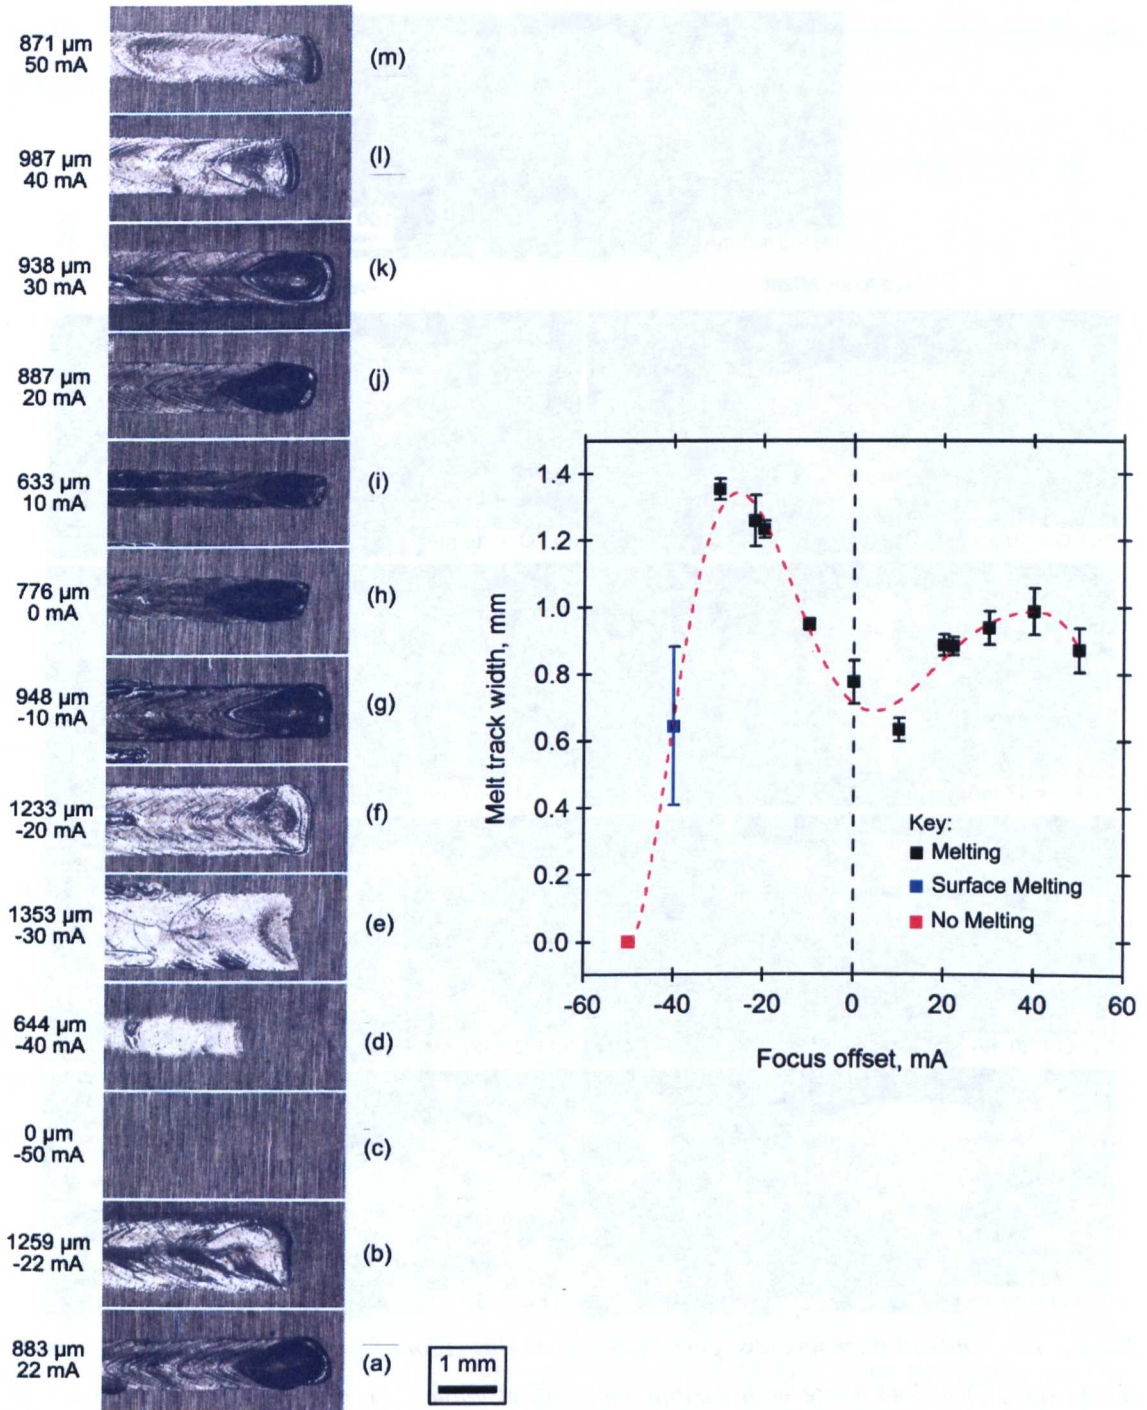 871 µm
50 mA
(m)
987 µm
40 mA
(l)
938 µm
30 mA
(k)
887 µm
20 mA
(j)
633 µm
10 mA
(i)
776 µm
0 mA
(h)
948 µm
-10 mA
(g)
1233 µm
-20 mA
(f)
1353 µm
-30 mA
(e)
644 µm
-40 mA
(d)
0 µm
-50 mA
(c)
1259 µm
-22 mA
(b)
883 µm
22 mA
(a)
1 mm
Melt track width, mm
1.4
1.2
1.0
0.8
0.6
0.4
0.2
0.0
-60
-40
-20
0
20
40
60
Focus offset, mA
Key:
Melting
Surface Melting
No Melting